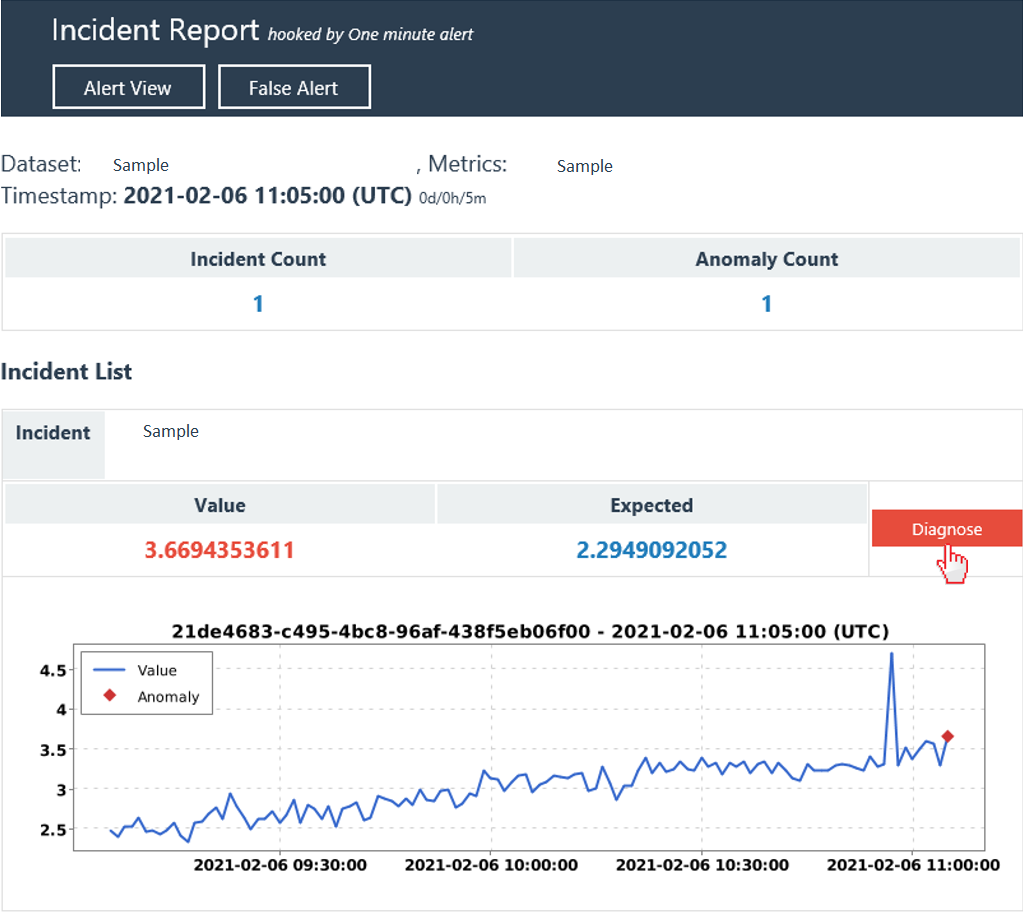 Incident Report hooked by One minute alert
Alert View False Alert
Dataset: Sample , Metrics: Sample
Timestamp: 2021-02-06 11:05:00 (UTC) 0d/0h/5m
Incident Count Anomaly Count
1 1
Incident List
Incident Sample
Value Expected
Diagnose
3.6694353611 2.2949092052
21de4683-c495-4bc8-96af-438f5eb06f00 - 2021-02-06 11:05:00 (UTC)
Value
Anomaly
4.5
4
3.5
3
2.5
2021-02-06 09:30:00 2021-02-06 10:00:00 2021-02-06 10:30:00 2021-02-06 11:00:00